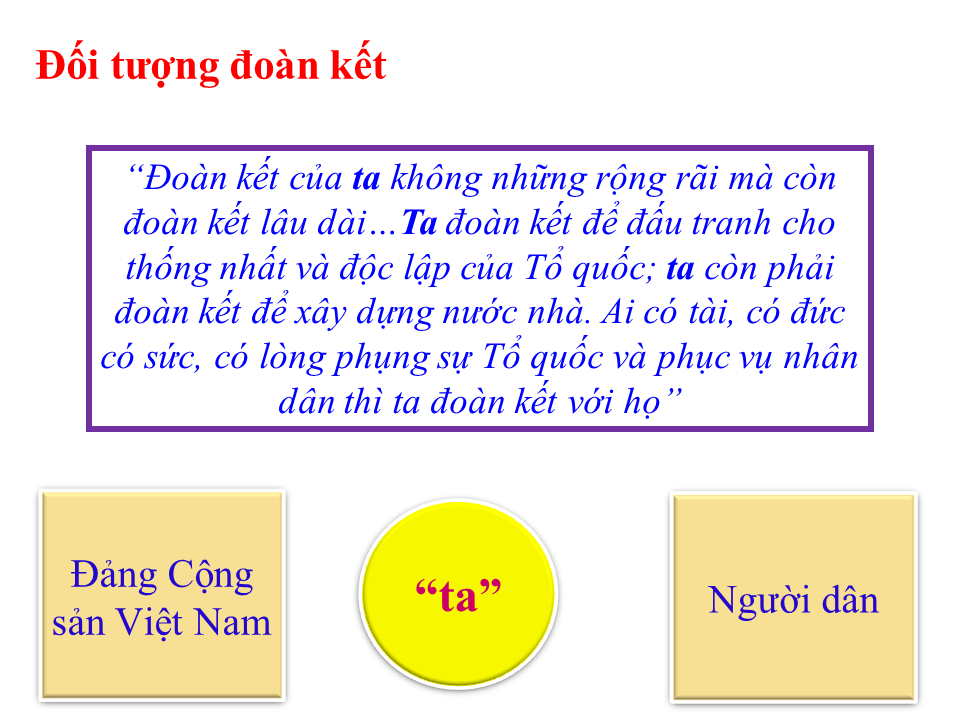 Đối tượng đoàn kết
“Đoàn kết của ta không những rộng rãi mà còn
đoàn kết lâu dài…Ta đoàn kết để đấu tranh cho
thống nhất và độc lập của Tổ quốc; ta còn phải
đoàn kết để xây dựng nước nhà. Ai có tài, có đức
có sức, có lòng phụng sự Tổ quốc và phục vụ nhân
dân thì ta đoàn kết với họ”
Đảng Cộng
sản Việt Nam
“ta”
Người dân